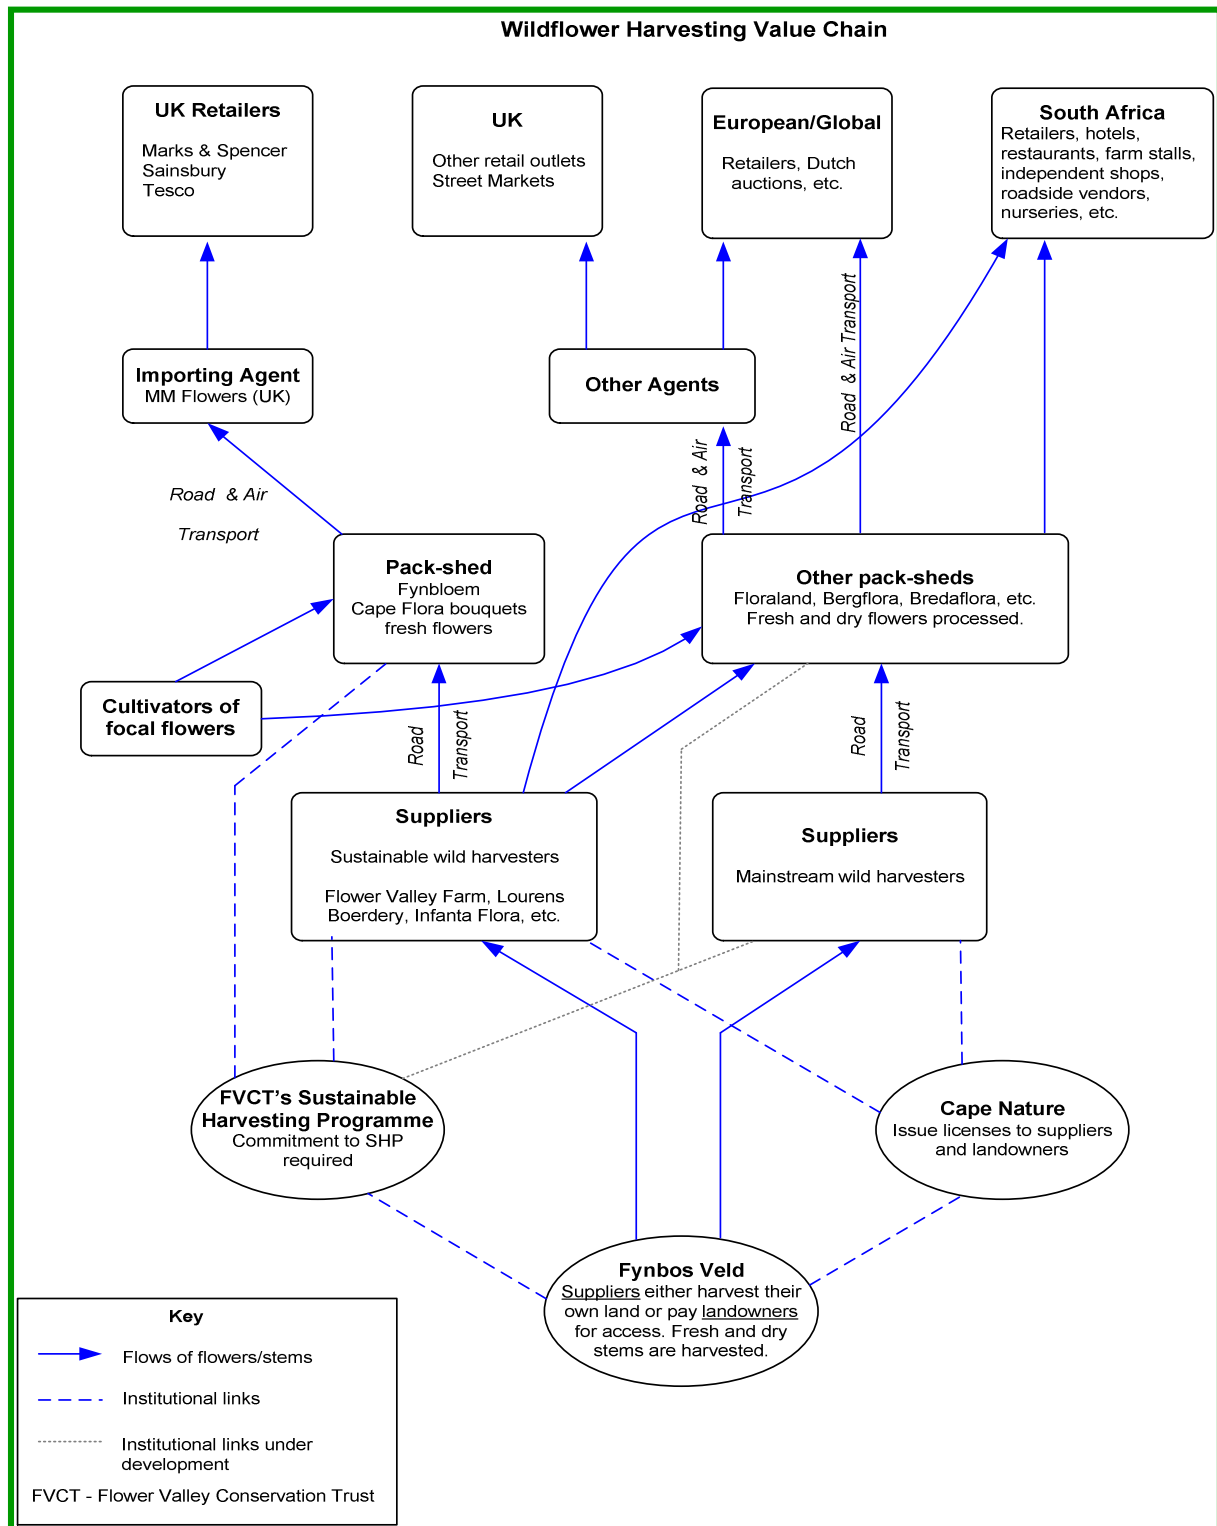 Wildflower Harvesting Value Chain
UK Retailers
Marks & Spencer
Sainsbury
Tesco
UK
Other retail outlets
Street Markets
European/Global
Retailers, Dutch
auctions, etc.
South Africa
Retailers, hotels,
restaurants, farm stalls,
independent shops,
roadside vendors,
nurseries, etc.
Importing Agent
MM Flowers (UK)
Other Agents
Road & Air Transport
Road & Air
Transport
Road & Air
Transport
Pack-shed
Fynbloem
Cape Flora bouquets
fresh flowers
Other pack-sheds
Floraland, Bergflora, Bredaflora, etc.
Fresh and dry flowers processed.
Cultivators of
focal flowers
Road
Transport
Road
Transport
Suppliers
Sustainable wild harvesters
Flower Valley Farm, Lourens
Boerdery, Infanta Flora, etc.
Suppliers
Mainstream wild harvesters
FVCT's Sustainable
Harvesting Programme
Commitment to SHP
required
Cape Nature
Issue licenses to suppliers
and landowners
Fynbos Veld
Suppliers either harvest their
own land or pay landowners
for access. Fresh and dry
stems are harvested.
Key
Flows of flowers/stems
Institutional links
Institutional links under
development
FVCT - Flower Valley Conservation Trust